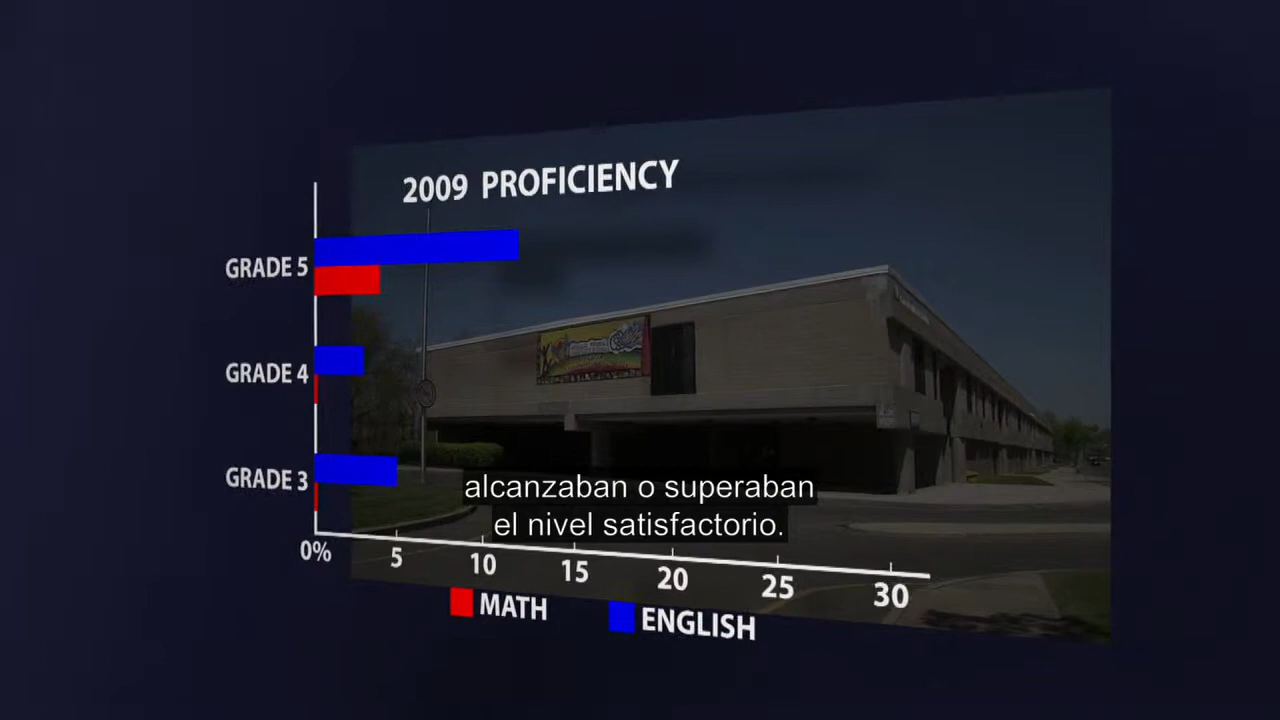 2009 PROFICIENCY
GRADE 5
GRADE 4
GRADE 3
alcanzaban o superaban
el nivel satisfactorio.
0% 5 10 15 20 25 30
MATH ENGLISH